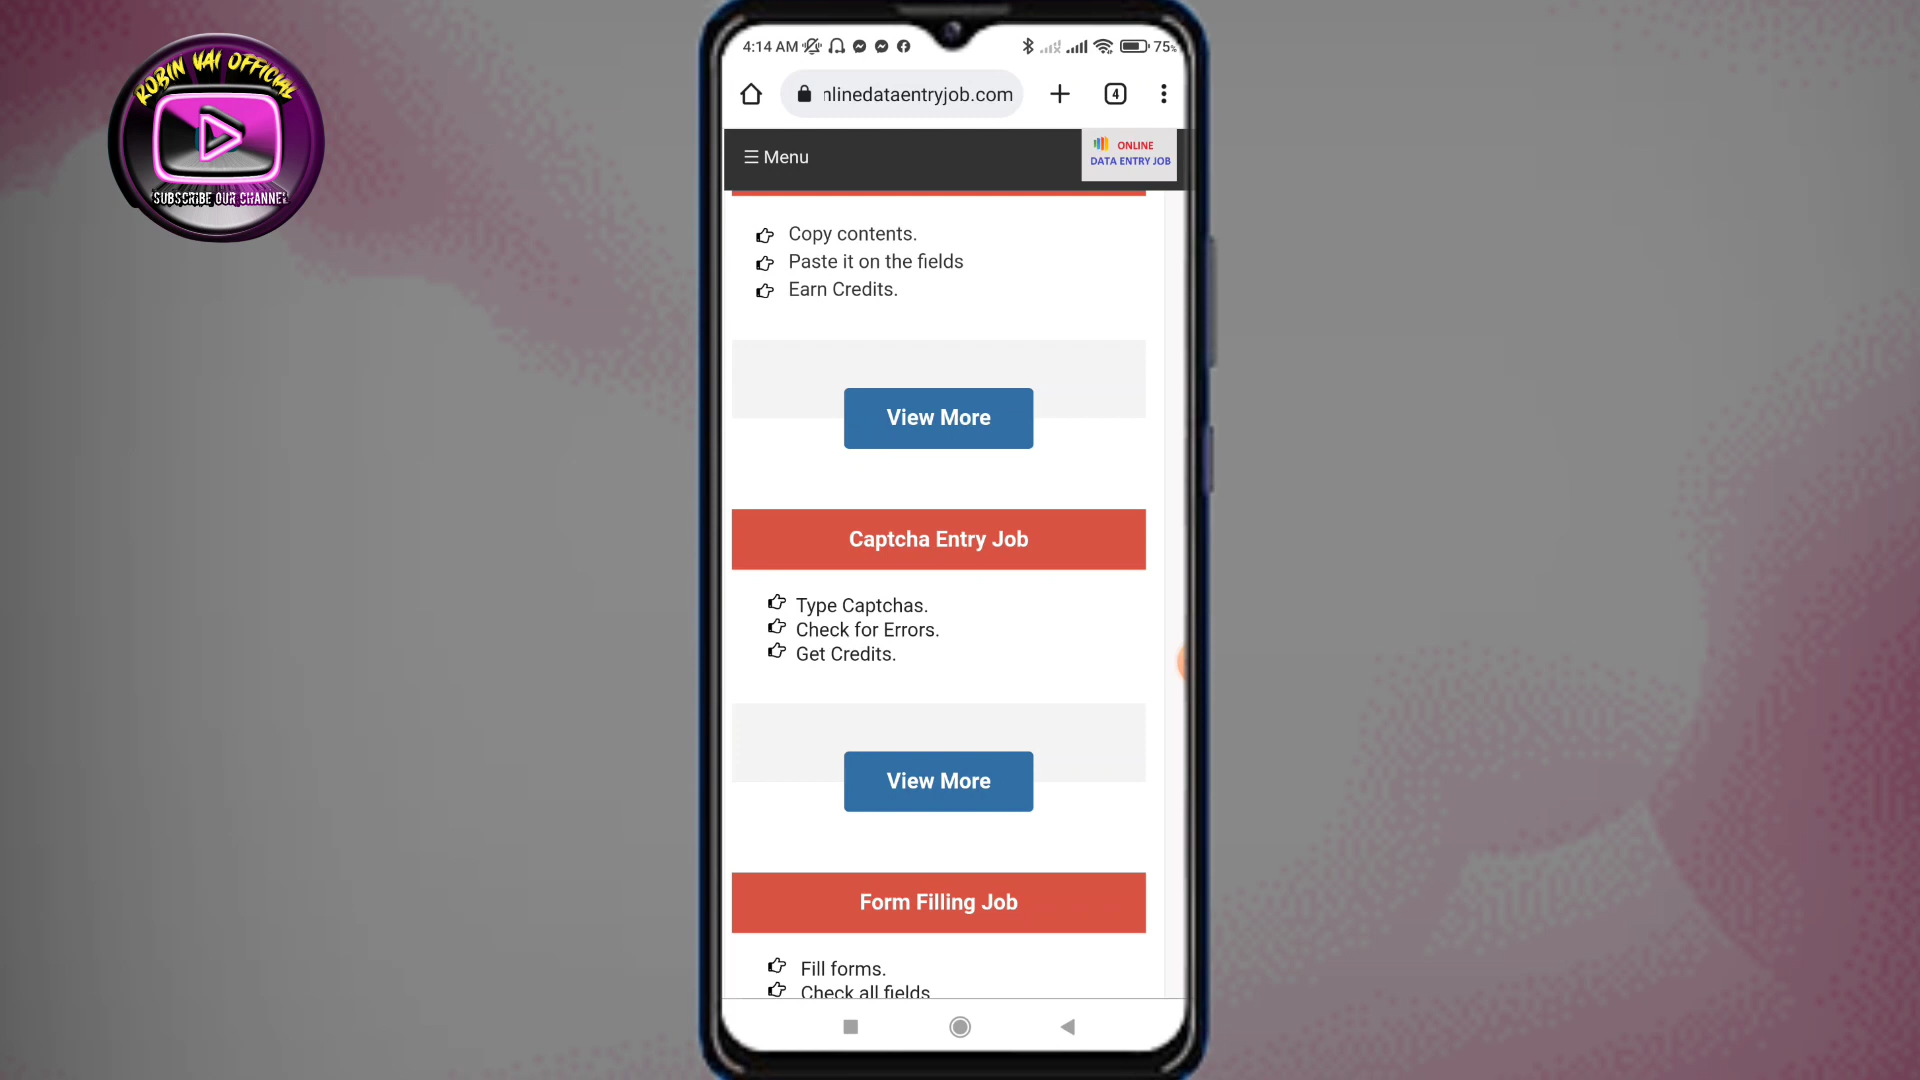 ROBIN VAI OFFICIAL
SUBSCRIBE OUR CHANNEL
4:14 AM
75%
nlinedataentryjob.com
4
☰ Menu
ONLINE
DATA ENTRY JOB
Copy contents.
Paste it on the fields
Earn Credits.
View More
Captcha Entry Job
Type Captchas.
Check for Errors.
Get Credits.
View More
Form Filling Job
Fill forms.
Check all fields